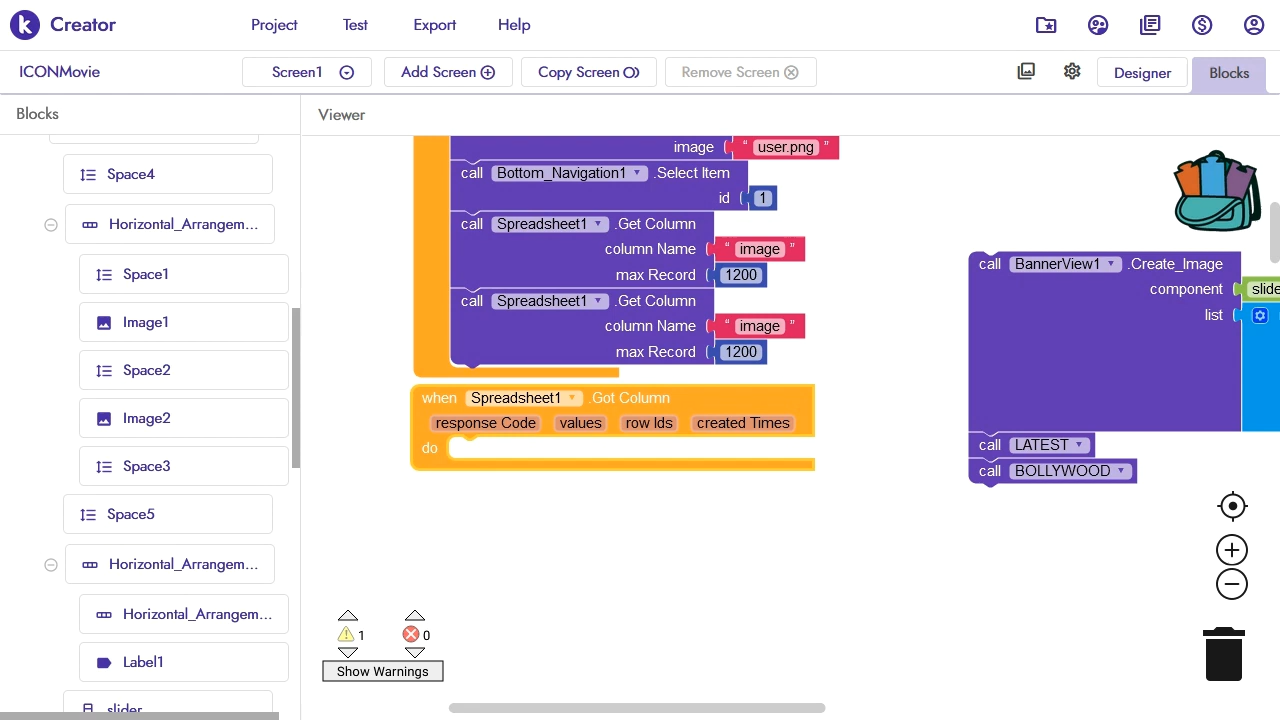 Creator
Project
Test
Export
Help
ICONMovie
Screen1
Add Screen
Copy Screen
Remove Screen
Designer
Blocks
Blocks
Viewer
Space4
Horizontal_Arrangem...
Space1
Image1
Space2
Image2
Space3
Space5
Horizontal_Arrangem...
Horizontal_Arrangem...
Label1
slider
image " user.png "
call Bottom_Navigation1 .Select Item
id 1
call Spreadsheet1 .Get Column
column Name " image "
max Record 1200
call Spreadsheet1 .Get Column
column Name " image "
max Record 1200
when Spreadsheet1 .Got Column
response Code values row Ids created Times
do
call BannerView1 .Create_Image
component slide
list
call LATEST
call BOLLYWOOD
1 0
Show Warnings